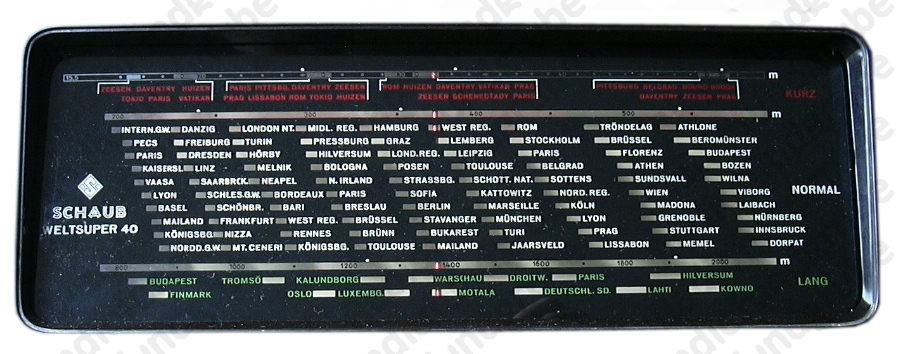 15,5 20 30 m
ZEESEN DAVENTRY HUIZEN PARIS PITTSBG. DAVENTRY ZEESEN ROM HUIZEN DAVENTRY VATIKAN PRAG PITTSBURG BELGRAD. BOUND BROOK KURZ
TOKIO PARIS VATIKAN PRAG LISSABON ROM TOKIO HUIZEN ZEESEN SCHENECTADY PARIS DAVENTRY ZEESEN PRAG
200 300 400 500 m
INTERN.G.W. DANZIG LONDON NT. MIDL. REG. HAMBURG WEST REG. ROM TRÖNDELAG ATHLONE
PECS FREIBURG TURIN PRESSBURG GRAZ LEMBERG STOCKHOLM BRÜSSEL BEROMÜNSTER
PARIS DRESDEN HÖRBY HILVERSUM LOND.REG. LEIPZIG PARIS FLORENZ BUDAPEST
KAISERSL. LINZ MELNIK BOLOGNA POSEN TOULOUSE BELGRAD ATHEN BOZEN
VAASA SAARBRCK. NEAPEL N. IRLAND STRASSBG. SCHOTT. NAT. SOTTENS SUNDSVALL WILNA
LYON SCHLES.G.W. BORDEAUX PARIS SOFIA KATTOWITZ NORD. REG. WIEN VIBORG NORMAL
BASEL SCHÖNBR. BARI BRESLAU BERLIN MARSEILLE KÖLN MADONA LAIBACH
SCHAUB
MAILAND FRANKFURT WEST REG. BRÜSSEL STAVANGER MÜNCHEN LYON GRENOBLE NÜRNBERG
WELTSUPER 40
KÖNIGSBG. NIZZA RENNES BRÜNN BUKAREST TURI PRAG STUTTGART INNSBRUCK
NORDD.G.W. MT.CENERI KÖNIGSBG. TOULOUSE MAILAND JAARSVELD LISSABON MEMEL DORPAT
800 1000 1200 1400 1600 1800 2000 m
BUDAPEST TROMSÖ KALUNDBORG WARSCHAU DROITW. PARIS HILVERSUM LANG
FINMARK OSLO LUXEMBG. MOTALA DEUTSCHL. SD. LAHTI KOWNO